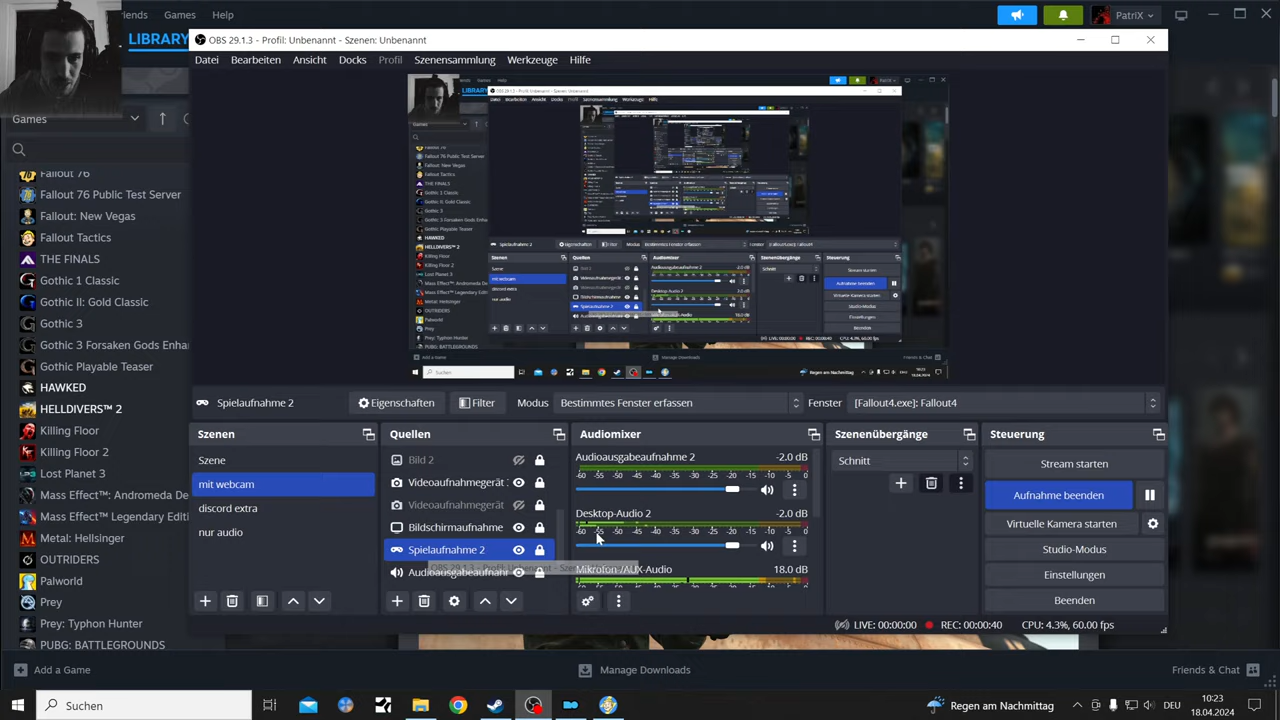 iends Games Help
PatriX
LIBRARY
OBS 29.1.3 - Profil: Unbenannt - Szenen: Unbenannt
Datei Bearbeiten Ansicht Docks Profil Szenensammlung Werkzeuge Hilfe
Games
Fallout 76
Fallout 76 Public Test Server
Fallout: New Vegas
Fallout Tactics
THE FINALS
Gothic 1 Classic
Gothic II: Gold Classic
Gothic 3
Gothic 3 Forsaken Gods Enha
Gothic Playable Teaser
HAWKED
HELLDIVERS™ 2
Killing Floor
Killing Floor 2
Lost Planet 3
Mass Effect™: Andromeda De
Mass Effect™ Legendary Editi
Metal: Hellsinger
OUTRIDERS
Palworld
Prey
Prey: Typhon Hunter
PUBG: BATTLEGROUNDS
Spielaufnahme 2 Eigenschaften Filter Modus Bestimmtes Fenster erfassen Fenster [Fallout4.exe]: Fallout4
Szenen
Szene
mit webcam
discord extra
nur audio
Quellen
Bild 2
Videoaufnahmegerät
Videoaufnahmegerät
Bildschirmaufnahme
Spielaufnahme 2
Audioausgabeaufnahm
Audiomixer
Audioausgabeaufnahme 2 -2.0 dB
-60 -55 -50 -45 -40 -35 -30 -25 -20 -15 -10 -5 0
Desktop-Audio 2 -2.0 dB
-60 -55 -50 -45 -40 -35 -30 -25 -20 -15 -10 -5 0
Mikrofon-/AUX-Audio 18.0 dB
Szenenübergänge
Schnitt
Steuerung
Stream starten
Aufnahme beenden
Virtuelle Kamera starten
Studio-Modus
Einstellungen
Beenden
LIVE: 00:00:00 REC: 00:00:40 CPU: 4.3%, 60.00 fps
Add a Game Manage Downloads Friends & Chat
Suchen
Regen am Nachmittag
DEU
10:23
18.04.2024